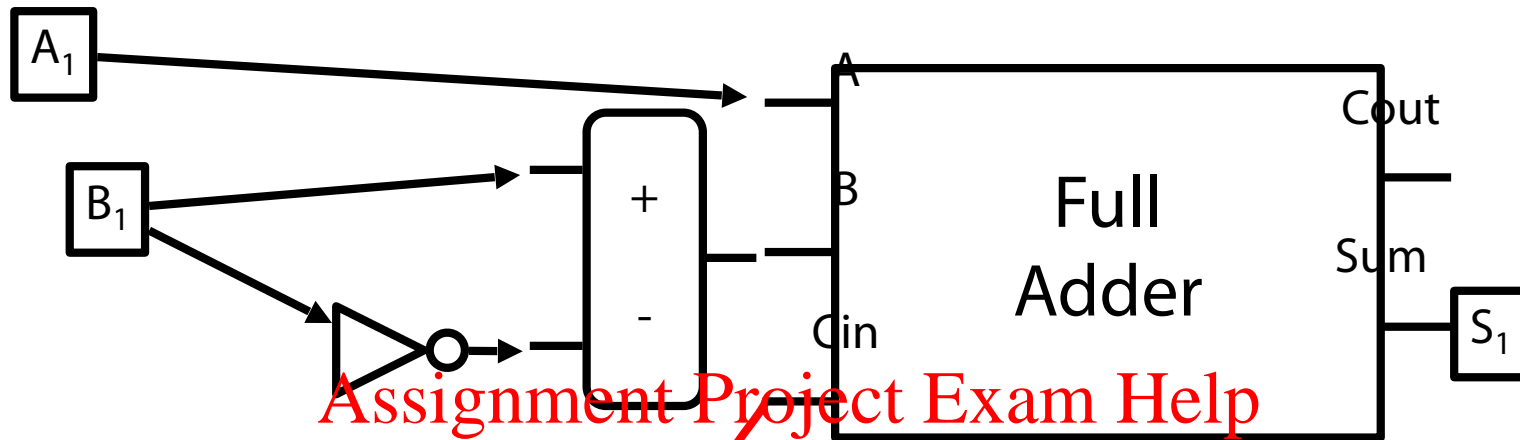 A₁
A
Cout
B₁
+
B
Full
Adder
Sum
-
Cin
S₁
Assignment Project Exam Help